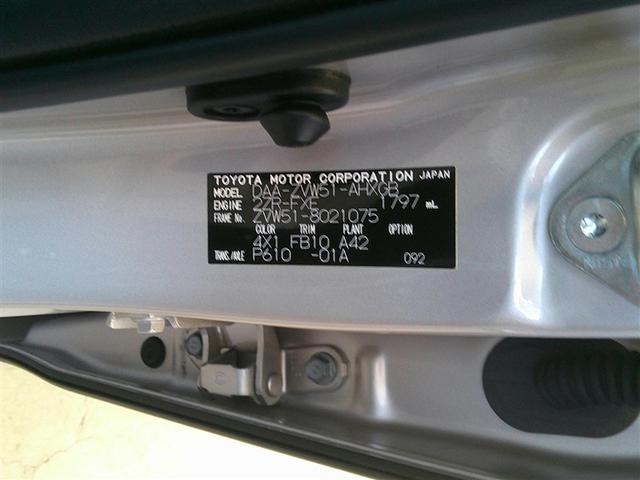 TOYOTA MOTOR CORPORATION JAPAN
MODEL DAA-ZVW51-AHXGB
ENGINE 2ZR-FXE 1797 mL
FRAME No. ZVW51-8021075
COLOR TRIM PLANT OPTION
4X1 FB10 A42
TRANS./AXLE P610 -01A 092